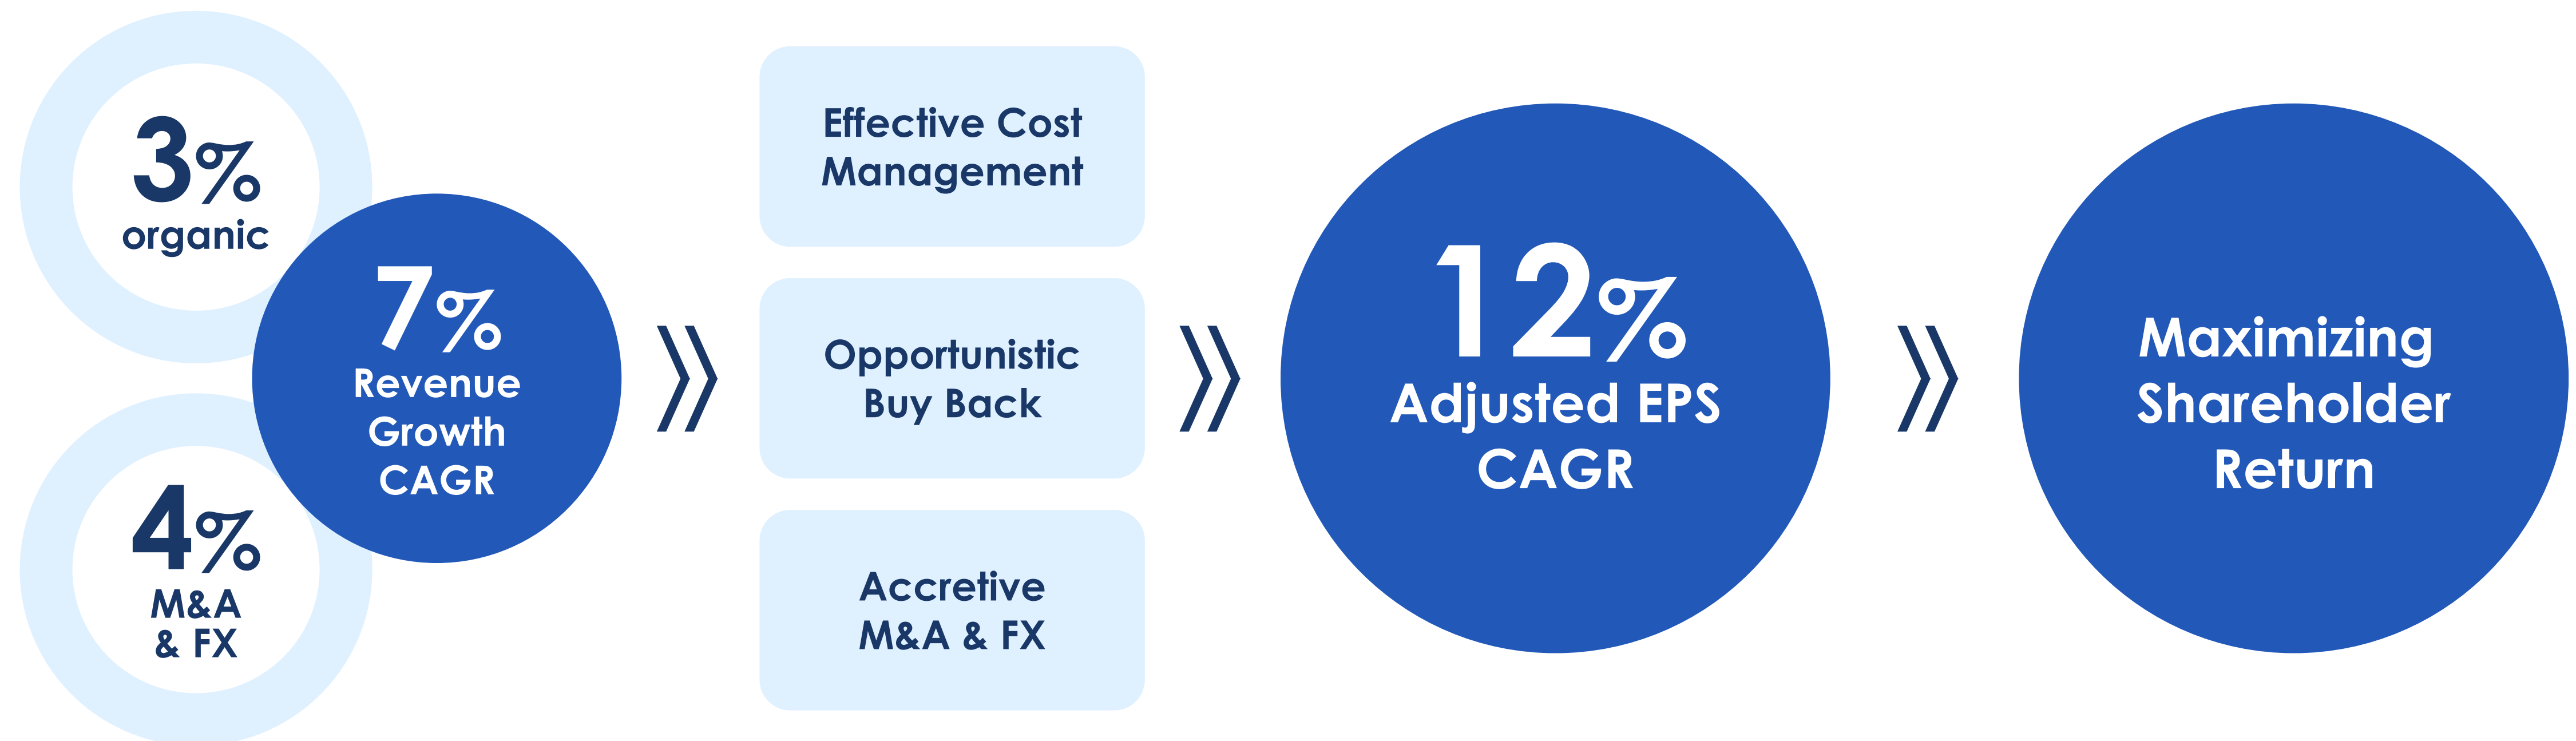 3%
organic
4%
M&A
& FX
7%
Revenue
Growth
CAGR
Effective Cost
Management
Opportunistic
Buy Back
Accretive
M&A & FX
12%
Adjusted EPS
CAGR
Maximizing
Shareholder
Return